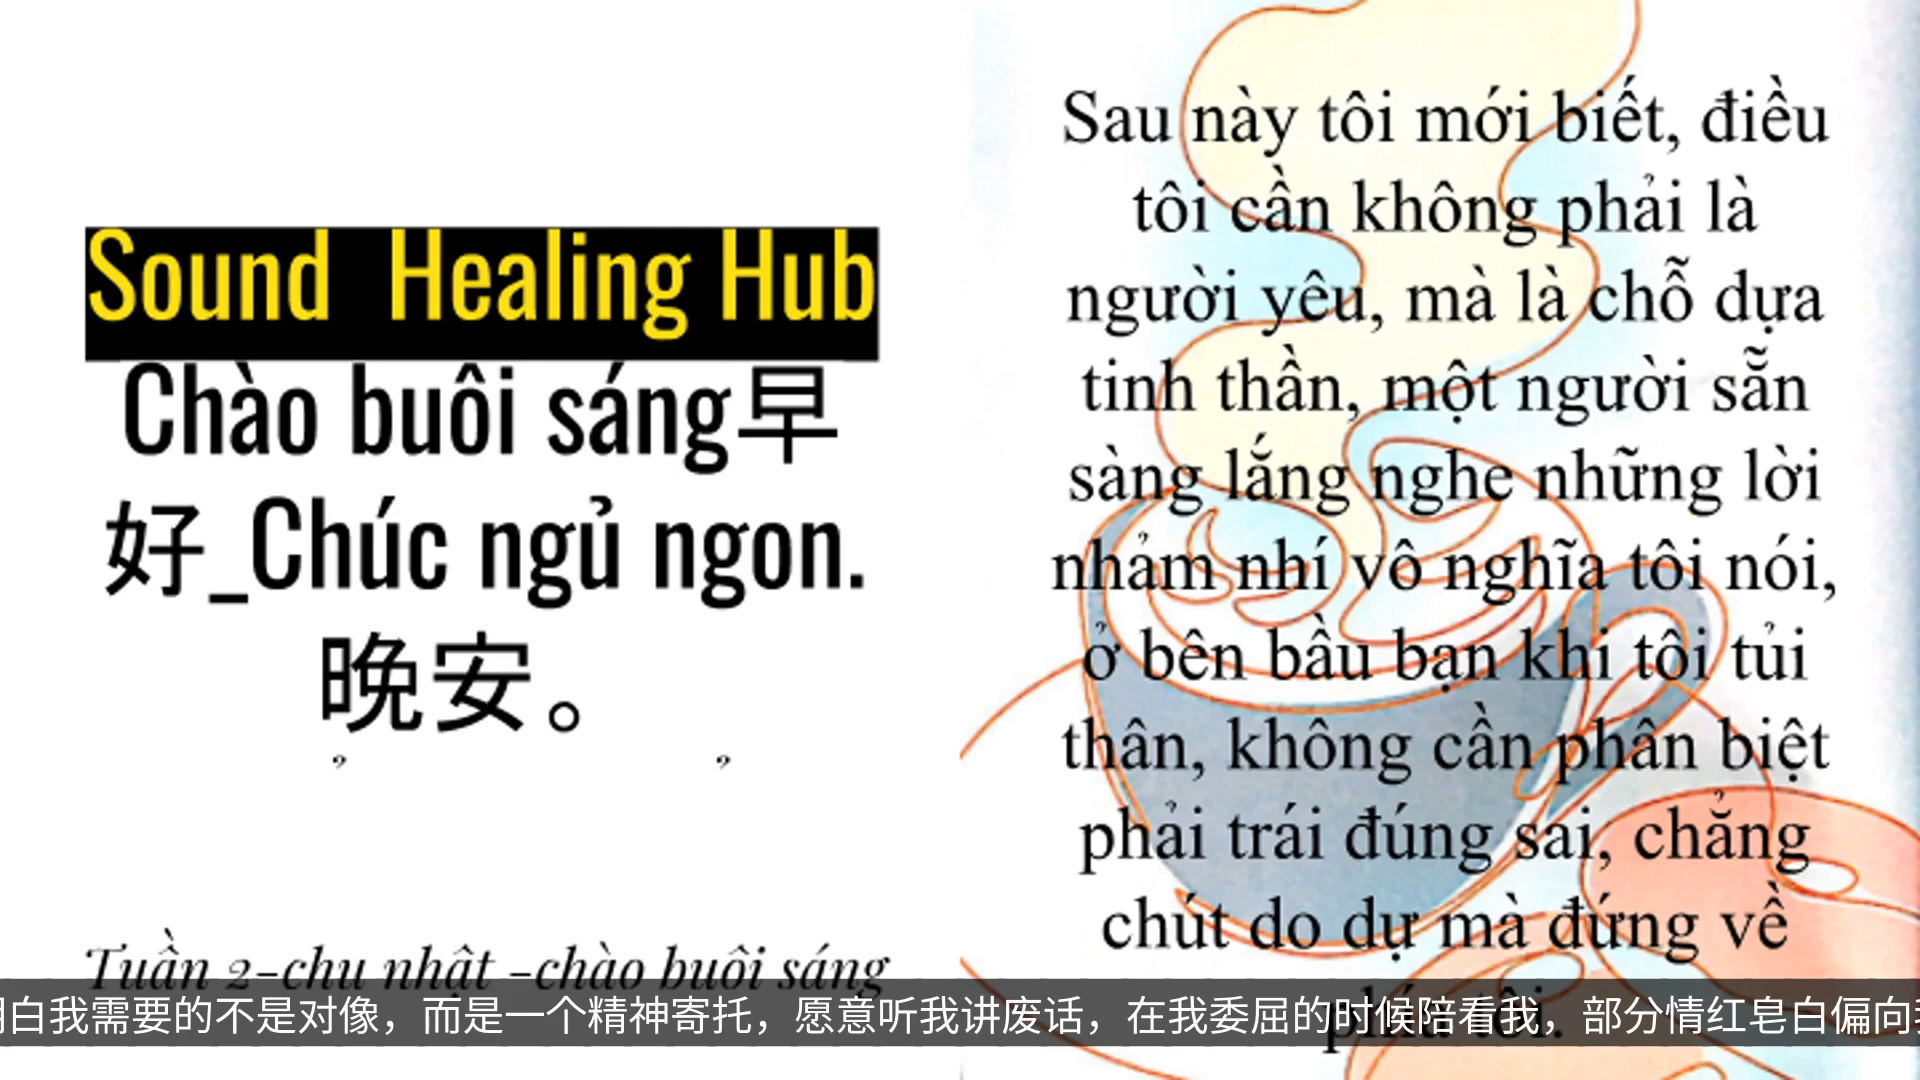 Sound Healing Hub
Chào buổi sáng早
好_Chúc ngủ ngon.
晚安。
Tuần 2-chu nhật -chào buổi sáng
Sau này tôi mới biết, điều
tôi cần không phải là
người yêu, mà là chỗ dựa
tinh thần, một người sẵn
sàng lắng nghe những lời
nhảm nhí vô nghĩa tôi nói,
ở bên bầu bạn khi tôi tủi
thân, không cần phân biệt
phải trái đúng sai, chẳng
chút do dự mà đứng về
phía tôi.
白我需要的不是对像，而是一个精神寄托，愿意听我讲废话，在我委屈的时候陪看我，部分情红皂白偏向